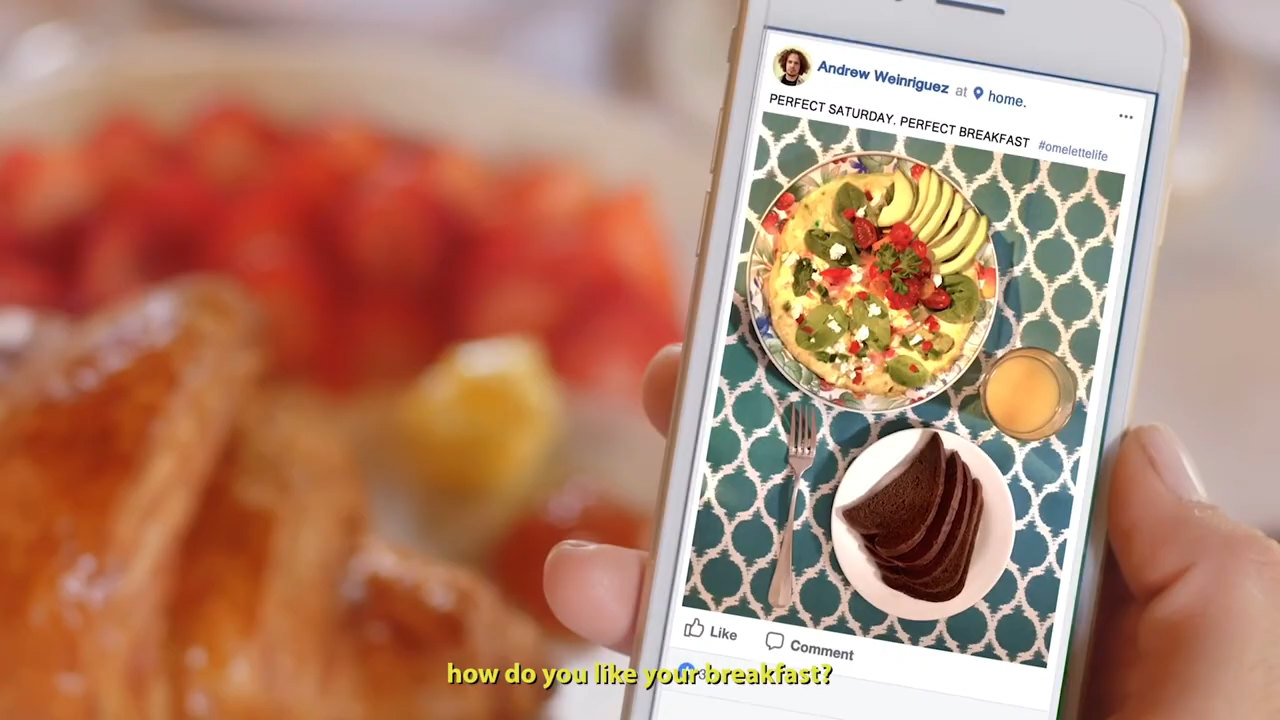 Andrew Weinriguez at home.
PERFECT SATURDAY. PERFECT BREAKFAST #omelettelife
Like Comment
how do you like your breakfast?